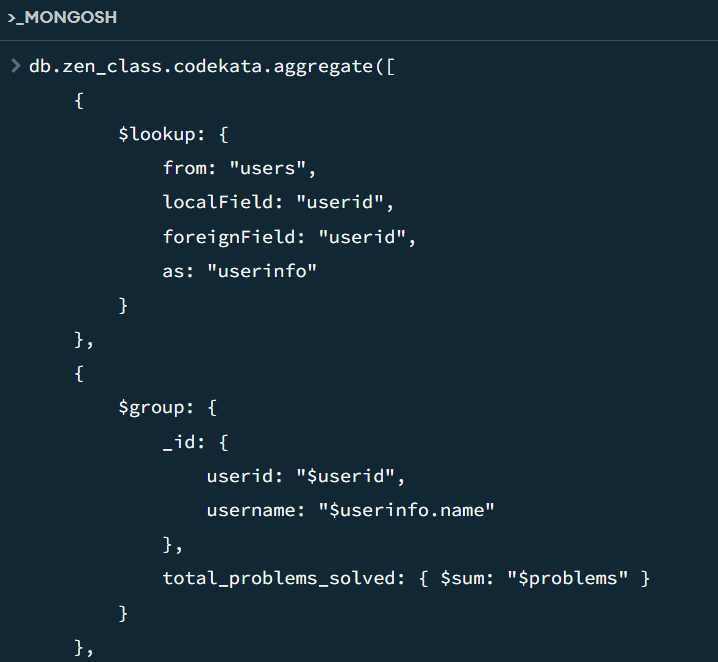 >_MONGOSH
> db.zen_class.codekata.aggregate([
{
$lookup: {
from: "users",
localField: "userid",
foreignField: "userid",
as: "userinfo"
}
},
{
$group: {
_id: {
userid: "$userid",
username: "$userinfo.name"
},
total_problems_solved: { $sum: "$problems" }
}
},